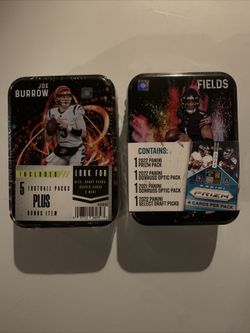 JOE
BURROW
INCLUDES
LOOK FOR
5
FOOTBALL PACKS
PLUS
BONUS ITEM
FIELDS
CONTAINS:
1 2022 PANINI
PRIZM PACK
1 2022 PANINI
DONRUSS OPTIC PACK
1 2021 PANINI
DONRUSS OPTIC PACK
1 2022 PANINI
SELECT DRAFT PICKS
PRIZM
4 CARDS PER PACK